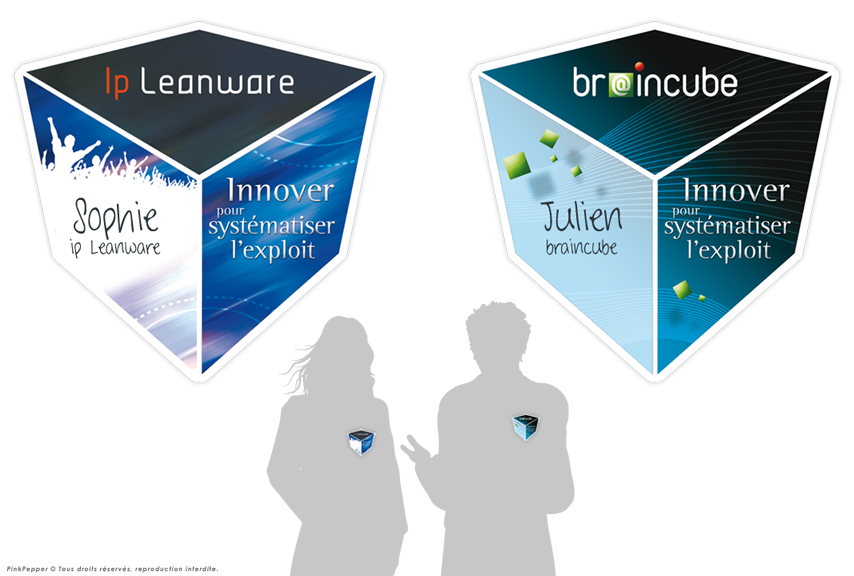 Ip Leanware
Sophie
ip Leanware
Innover
pour
systématiser
l'exploit
br@incube
Julien
braincube
Innover
pour
systématiser
l'exploit
PinkPepper © Tous droits réservés, reproduction interdite.